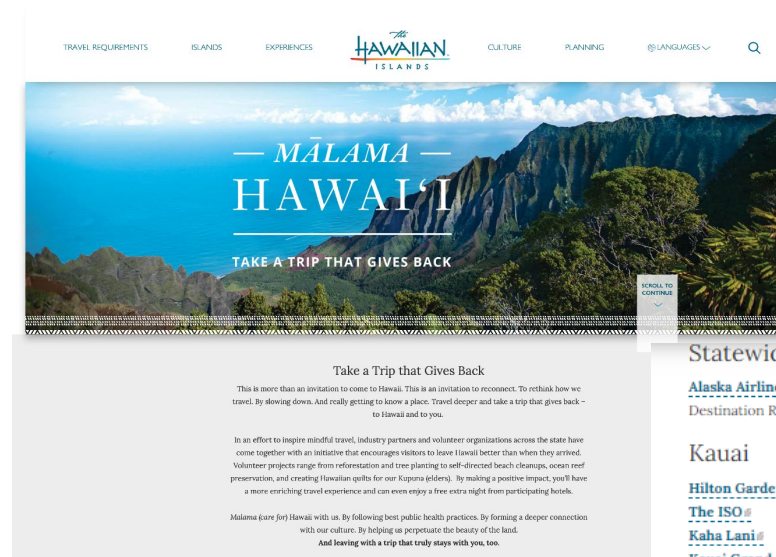 TRAVEL REQUIREMENTS ISLANDS EXPERIENCES The HAWAIIAN ISLANDS CULTURE PLANNING LANGUAGES
MĀLAMA
HAWAIʻI
TAKE A TRIP THAT GIVES BACK
SCROLL TO
CONTINUE
Take a Trip that Gives Back
This is more than an invitation to come to Hawaii. This is an invitation to reconnect. To rethink how we
travel. By slowing down. And really getting to know a place. Travel deeper and take a trip that gives back –
to Hawaii and to you.
In an effort to inspire mindful travel, industry partners and volunteer organizations across the state have
come together with an initiative that encourages visitors to leave Hawaii better than when they arrived.
Volunteer projects range from reforestation and tree planting to self-directed beach cleanups, ocean reef
preservation, and creating Hawaiian quilts for our Kupuna (elders). By making a positive impact, you'll have
a more enriching travel experience and can even enjoy a free extra night from participating hotels.
Malama (care for) Hawaii with us. By following best public health practices. By forming a deeper connection
with our culture. By helping us perpetuate the beauty of the land.
And leaving with a trip that truly stays with you, too.
Statewid
Alaska Airlin
Destination R
Kauai
Hilton Garde
The ISO
Kaha Lani